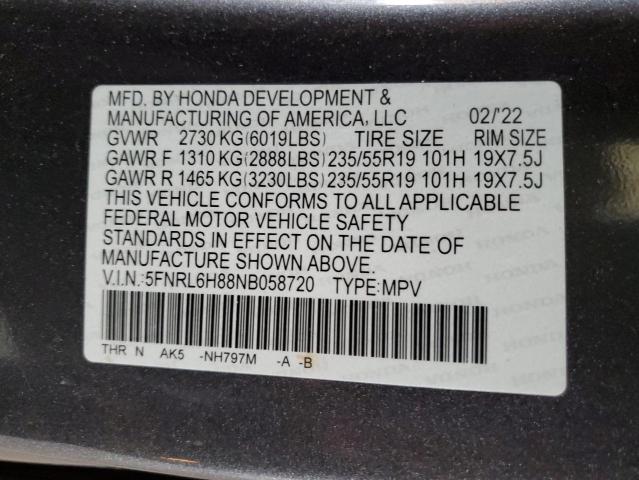 MFD. BY HONDA DEVELOPMENT &
MANUFACTURING OF AMERICA, LLC 02/'22
GVWR 2730 KG(6019LBS) TIRE SIZE RIM SIZE
GAWR F 1310 KG(2888LBS) 235/55R19 101H 19X7.5J
GAWR R 1465 KG(3230LBS) 235/55R19 101H 19X7.5J
THIS VEHICLE CONFORMS TO ALL APPLICABLE
FEDERAL MOTOR VEHICLE SAFETY
STANDARDS IN EFFECT ON THE DATE OF
MANUFACTURE SHOWN ABOVE.
V.I.N.:5FNRL6H88NB058720 TYPE:MPV
THR N AK5 -NH797M -A -B